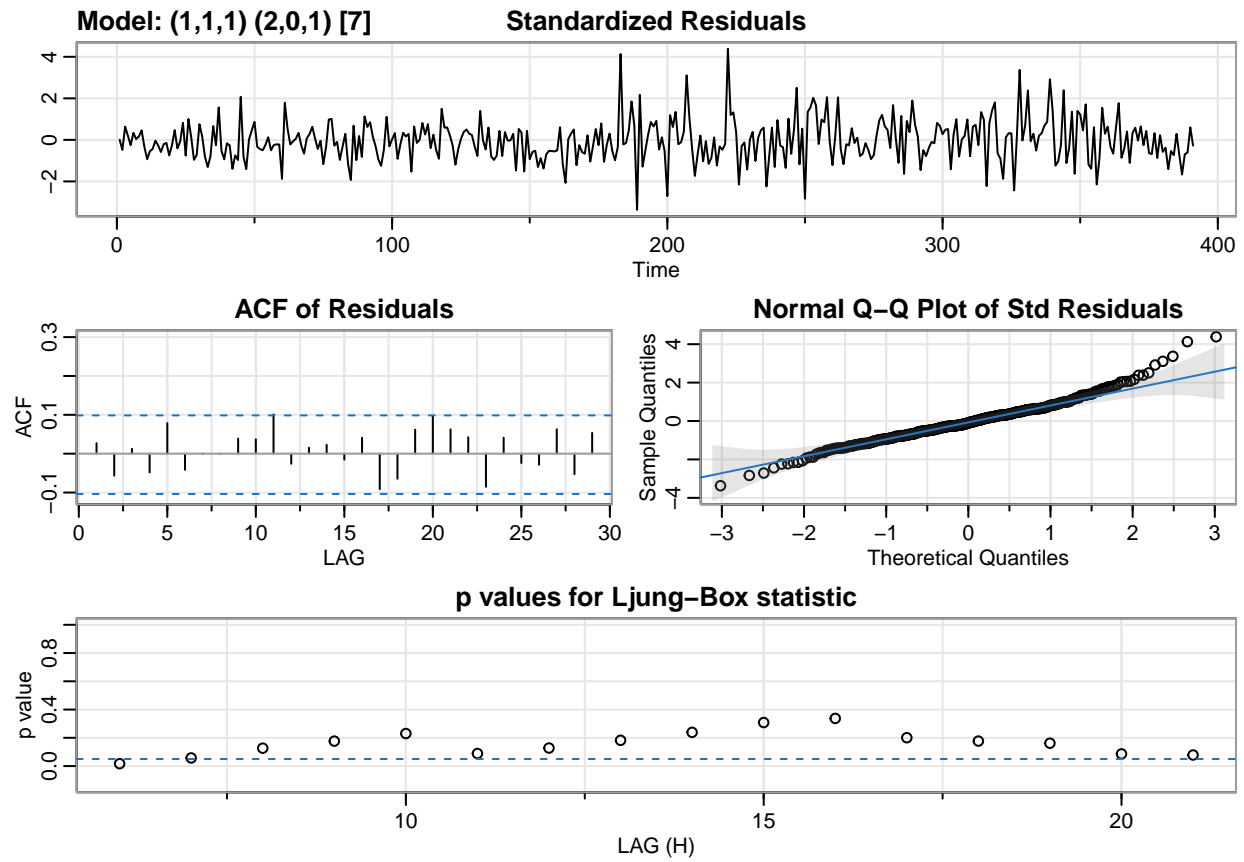 Model: (1,1,1) (2,0,1) [7] Standardized Residuals
4
2
0
−2
0 100 200 300 400
Time
ACF of Residuals
0.3
0.1
−0.1
ACF
0 5 10 15 20 25 30
LAG
Normal Q−Q Plot of Std Residuals
4
2
0
−4
Sample Quantiles
−3 −2 −1 0 1 2 3
Theoretical Quantiles
p values for Ljung−Box statistic
0.8
0.4
0.0
p value
10 15 20
LAG (H)